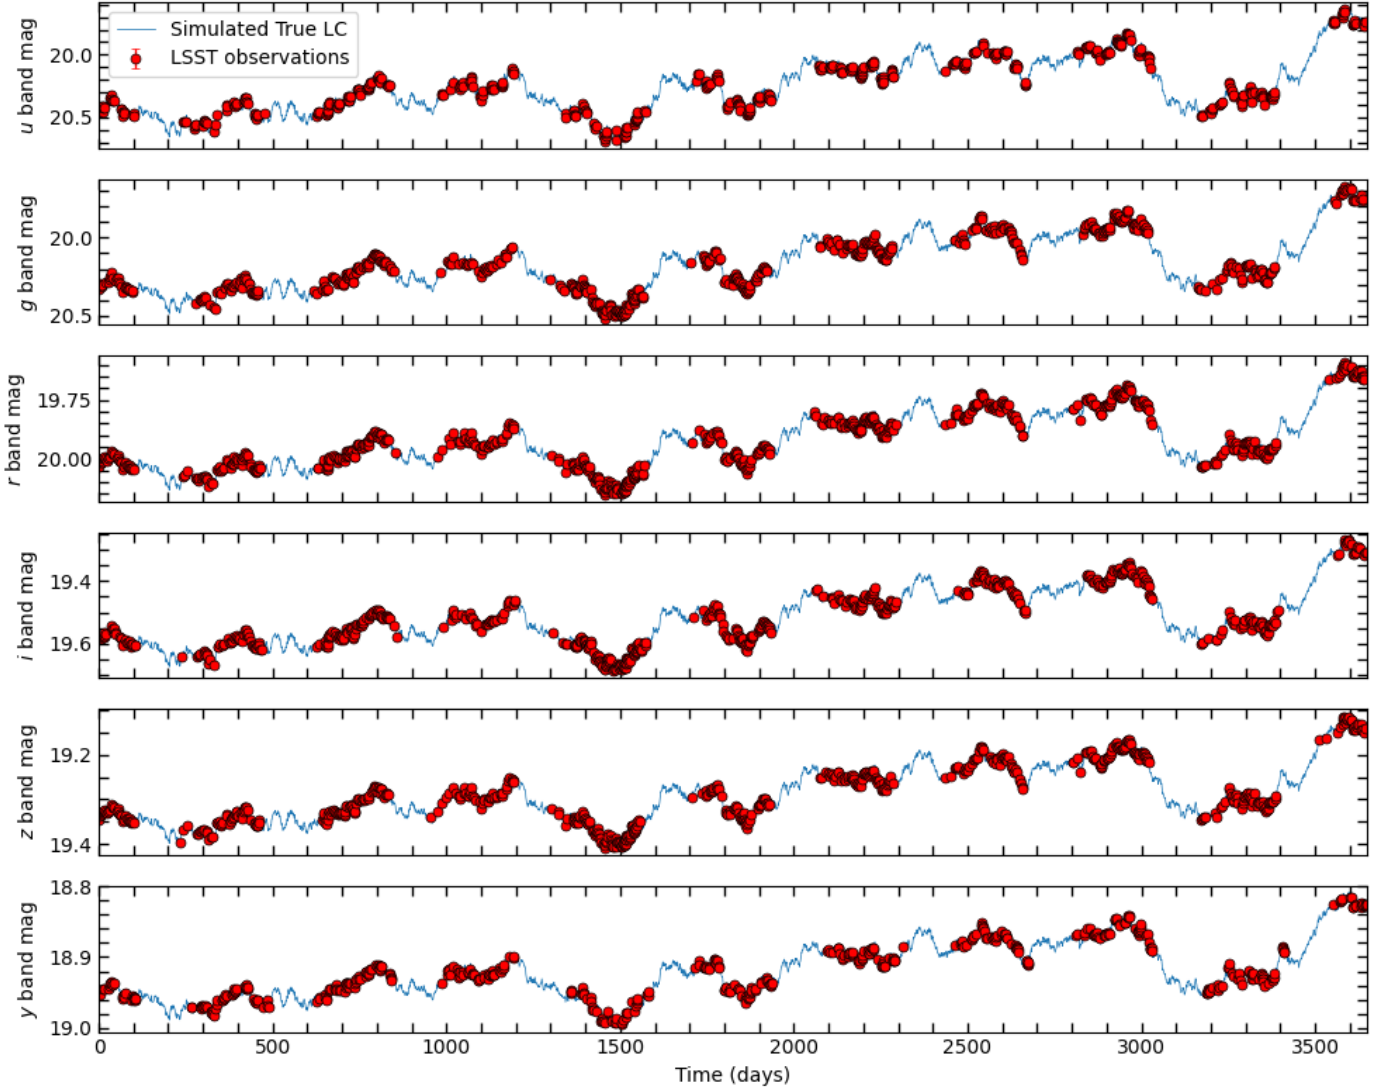 Simulated True LC
LSST observations
u band mag
20.0
20.5
g band mag
20.0
20.5
r band mag
19.75
20.00
i band mag
19.4
19.6
z band mag
19.2
19.4
y band mag
18.8
18.9
19.0
0 500 1000 1500 2000 2500 3000 3500
Time (days)